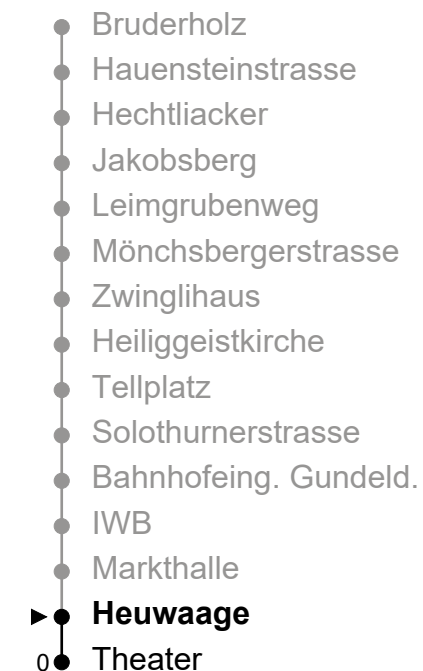 Bruderholz
Hauensteinstrasse
Hechtliacker
Jakobsberg
Leimgrubenweg
Mönchsbergerstrasse
Zwinglihaus
Heiliggeistkirche
Tellplatz
Solothurnerstrasse
Bahnhofeing. Gundeld.
IWB
Markthalle
Heuwaage
0 Theater